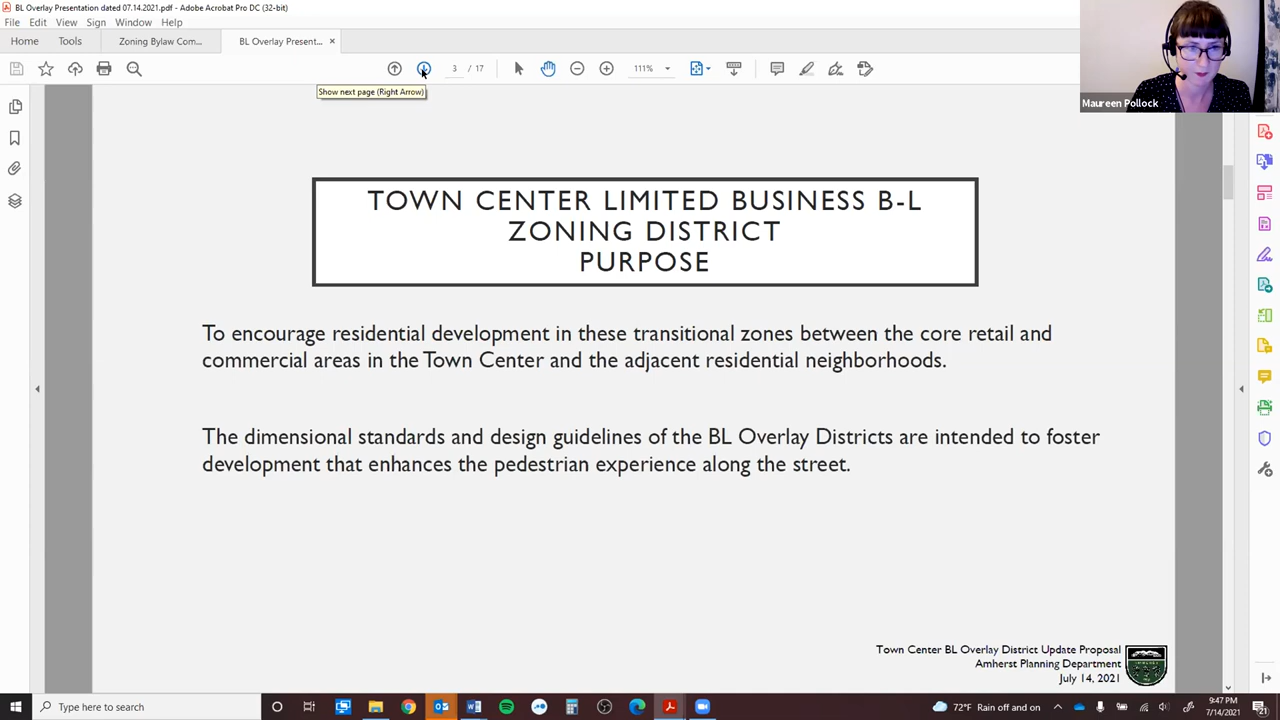 BL Overlay Presentation dated 07.14.2021.pdf - Adobe Acrobat Pro DC (32-bit)
File Edit View Sign Window Help
Home Tools Zoning Bylaw Com... BL Overlay Present... ×
3 / 17 111%
Show next page (Right Arrow)
Maureen Pollock
TOWN CENTER LIMITED BUSINESS B-L
ZONING DISTRICT
PURPOSE
To encourage residential development in these transitional zones between the core retail and
commercial areas in the Town Center and the adjacent residential neighborhoods.
The dimensional standards and design guidelines of the BL Overlay Districts are intended to foster
development that enhances the pedestrian experience along the street.
Town Center BL Overlay District Update Proposal
Amherst Planning Department
July 14, 2021
Type here to search
72°F Rain off and on
9:47 PM
7/14/2021
21